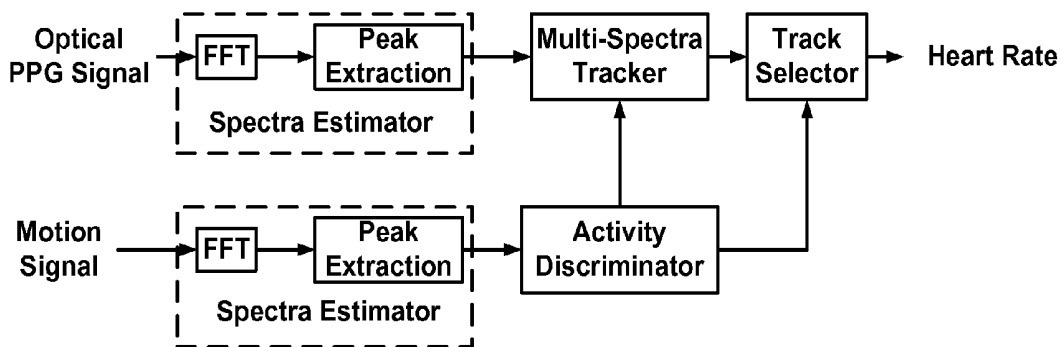 Optical
PPG Signal
FFT
Peak
Extraction
Spectra Estimator
Multi-Spectra
Tracker
Track
Selector
Heart Rate
Motion
Signal
FFT
Peak
Extraction
Spectra Estimator
Activity
Discriminator